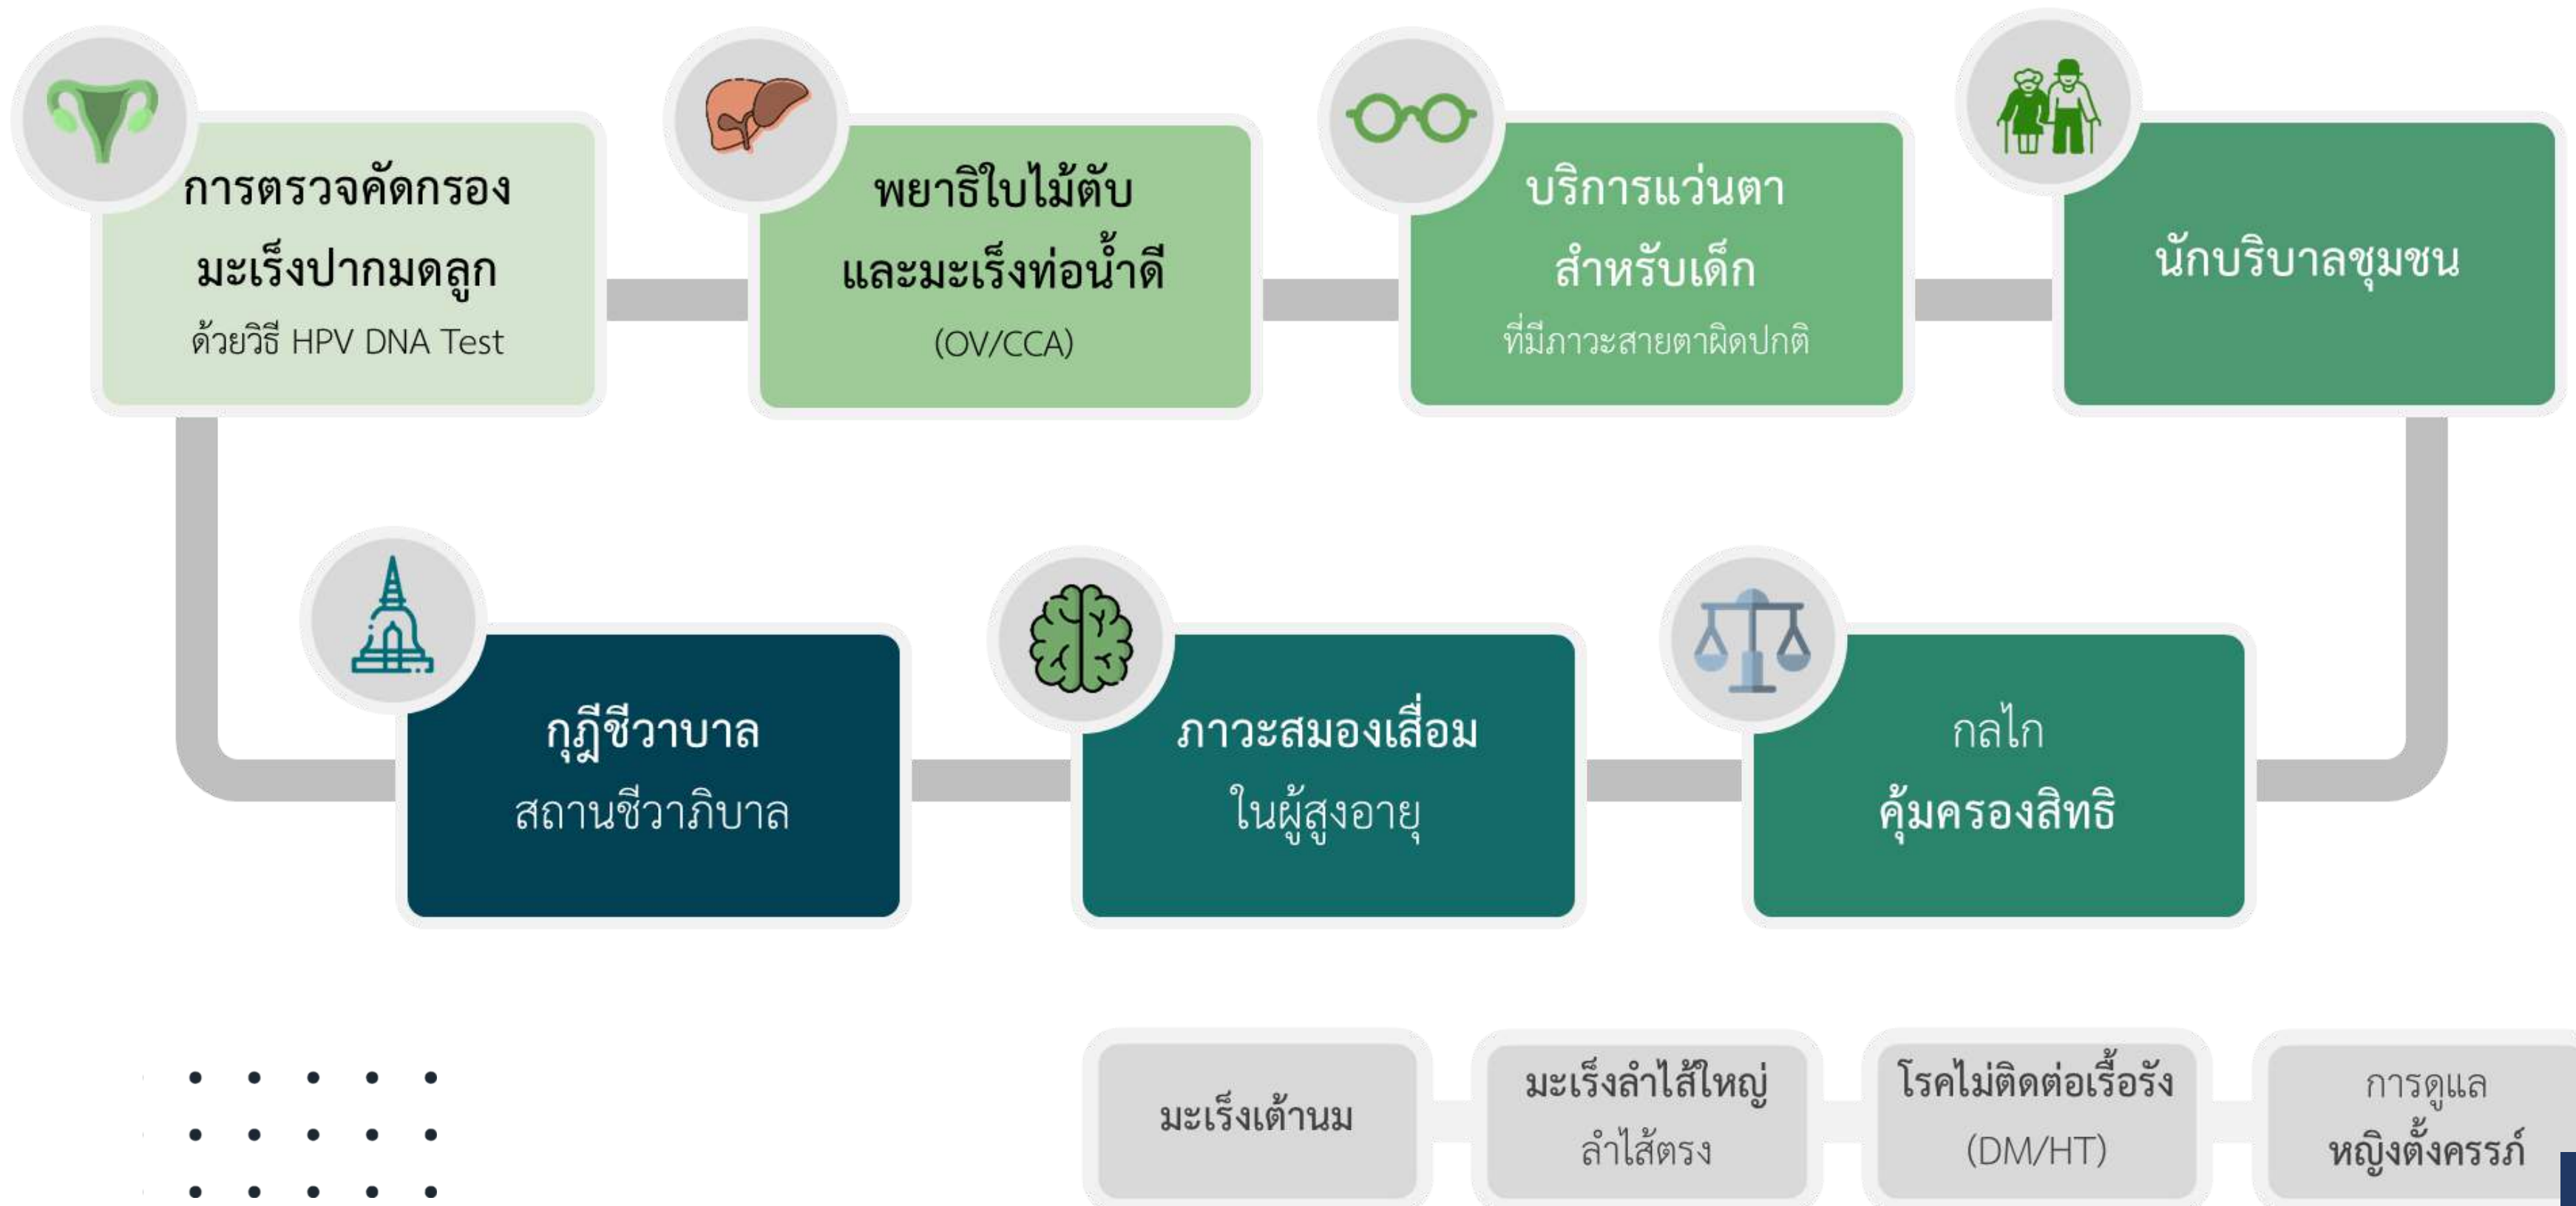 การตรวจคัดกรอง
มะเร็งปากมดลูก
ด้วยวิธี HPV DNA Test
พยาธิใบไม้ตับ
และมะเร็งท่อน้ำดี
(OV/CCA)
บริการแว่นตา
สำหรับเด็ก
ที่มีภาวะสายตาผิดปกติ
นักบริบาลชุมชน
กุฎีชีวาบาล
สถานชีวาภิบาล
ภาวะสมองเสื่อม
ในผู้สูงอายุ
กลไก
คุ้มครองสิทธิ
มะเร็งเต้านม
มะเร็งลำไส้ใหญ่
ลำไส้ตรง
โรคไม่ติดต่อเรื้อรัง
(DM/HT)
การดูแล
หญิงตั้งครรภ์